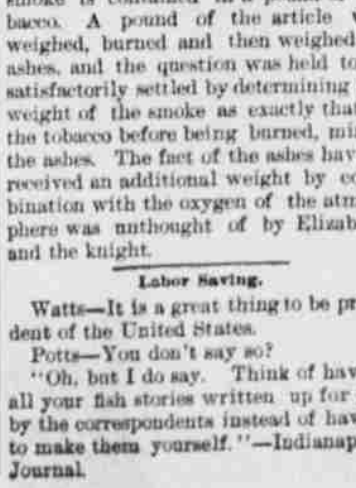 smoke is contained in a pound of
bacco. A pound of the article
weighed, burned and then weighed
ashes, and the question was held to
satisfactorily settled by determining
weight of the smoke as exactly tha
the tobacco before being burned, mi
the ashes. The fact of the ashes hav
received an additional weight by co
bination with the oxygen of the atm
phere was unthought of by Elizab
and the knight.
Labor Saving.
Watts—It is a great thing to be pr
dent of the United States.
Potts—You don't say so?
"Oh, but I do say. Think of hav
all your fish stories written up for
by the correspondents instead of hav
to make them yourself."—Indianap
Journal.